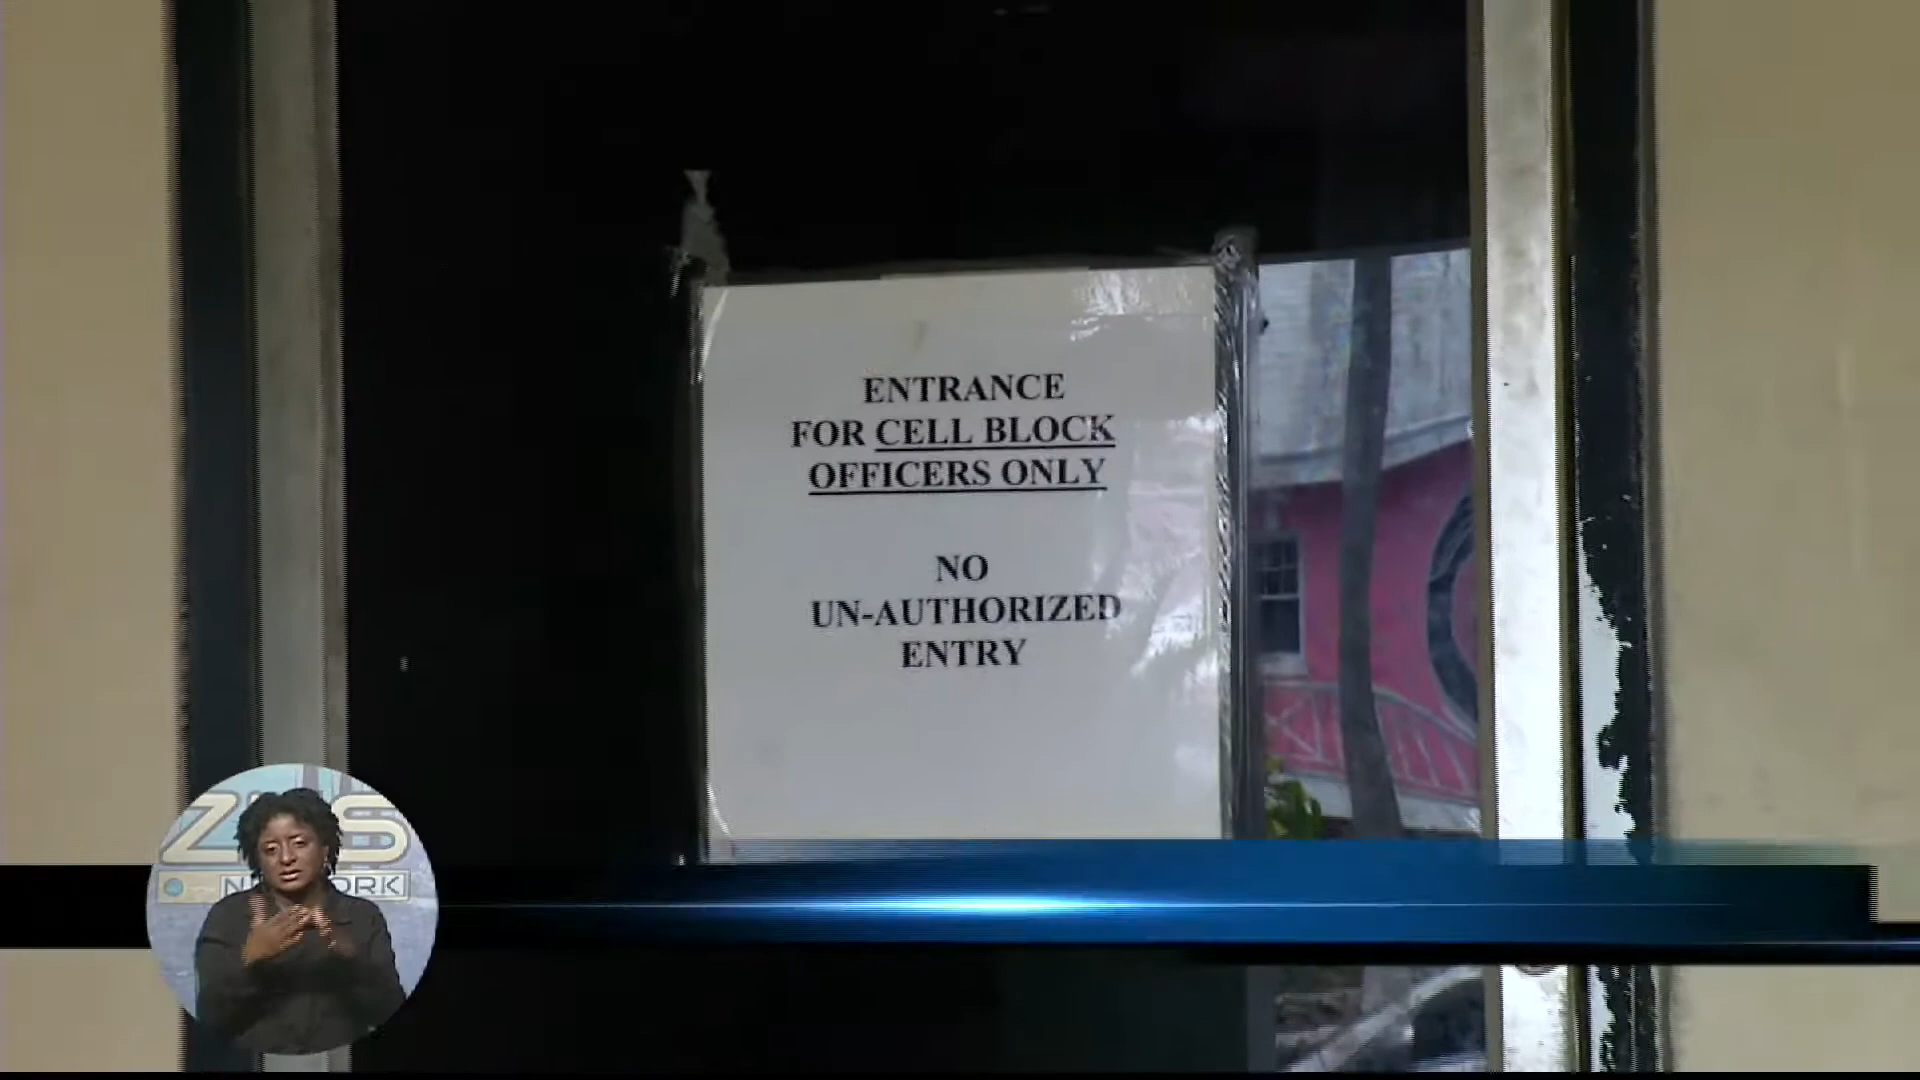 ENTRANCE
FOR CELL BLOCK
OFFICERS ONLY
NO
UN-AUTHORIZED
ENTRY